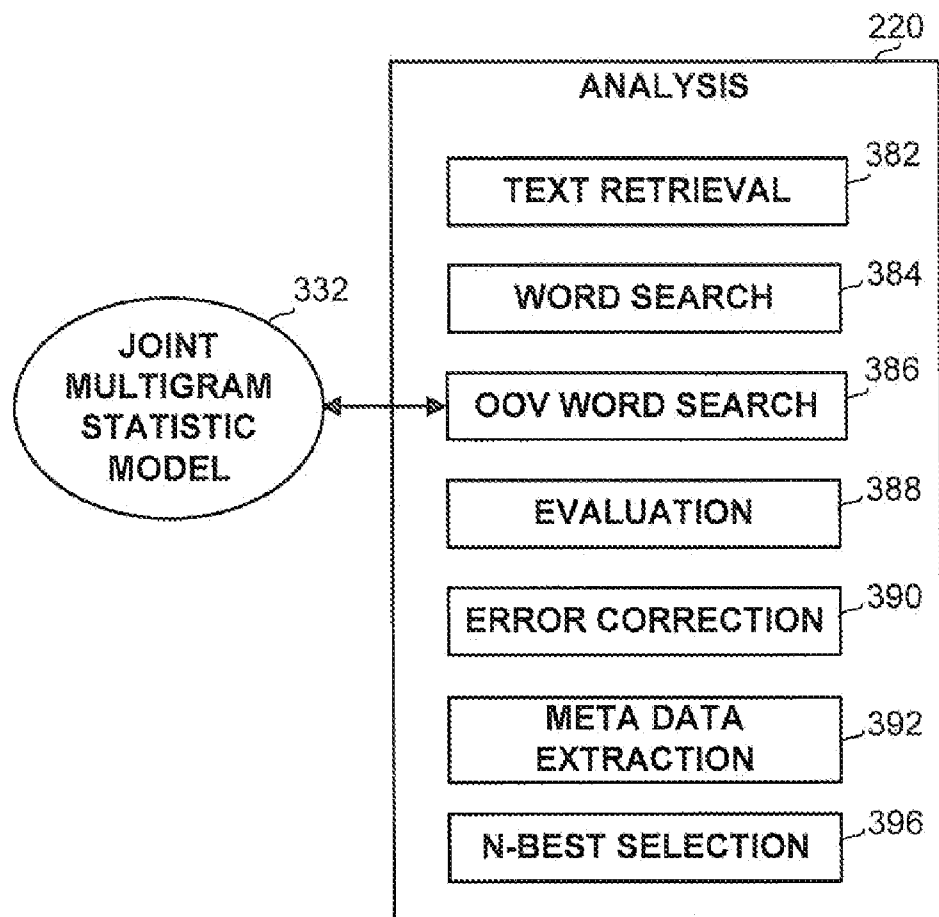 220
ANALYSIS
382
TEXT RETRIEVAL
384
WORD SEARCH
332
JOINT
MULTIGRAM
STATISTIC
MODEL
386
OOV WORD SEARCH
388
EVALUATION
390
ERROR CORRECTION
392
META DATA
EXTRACTION
396
N-BEST SELECTION